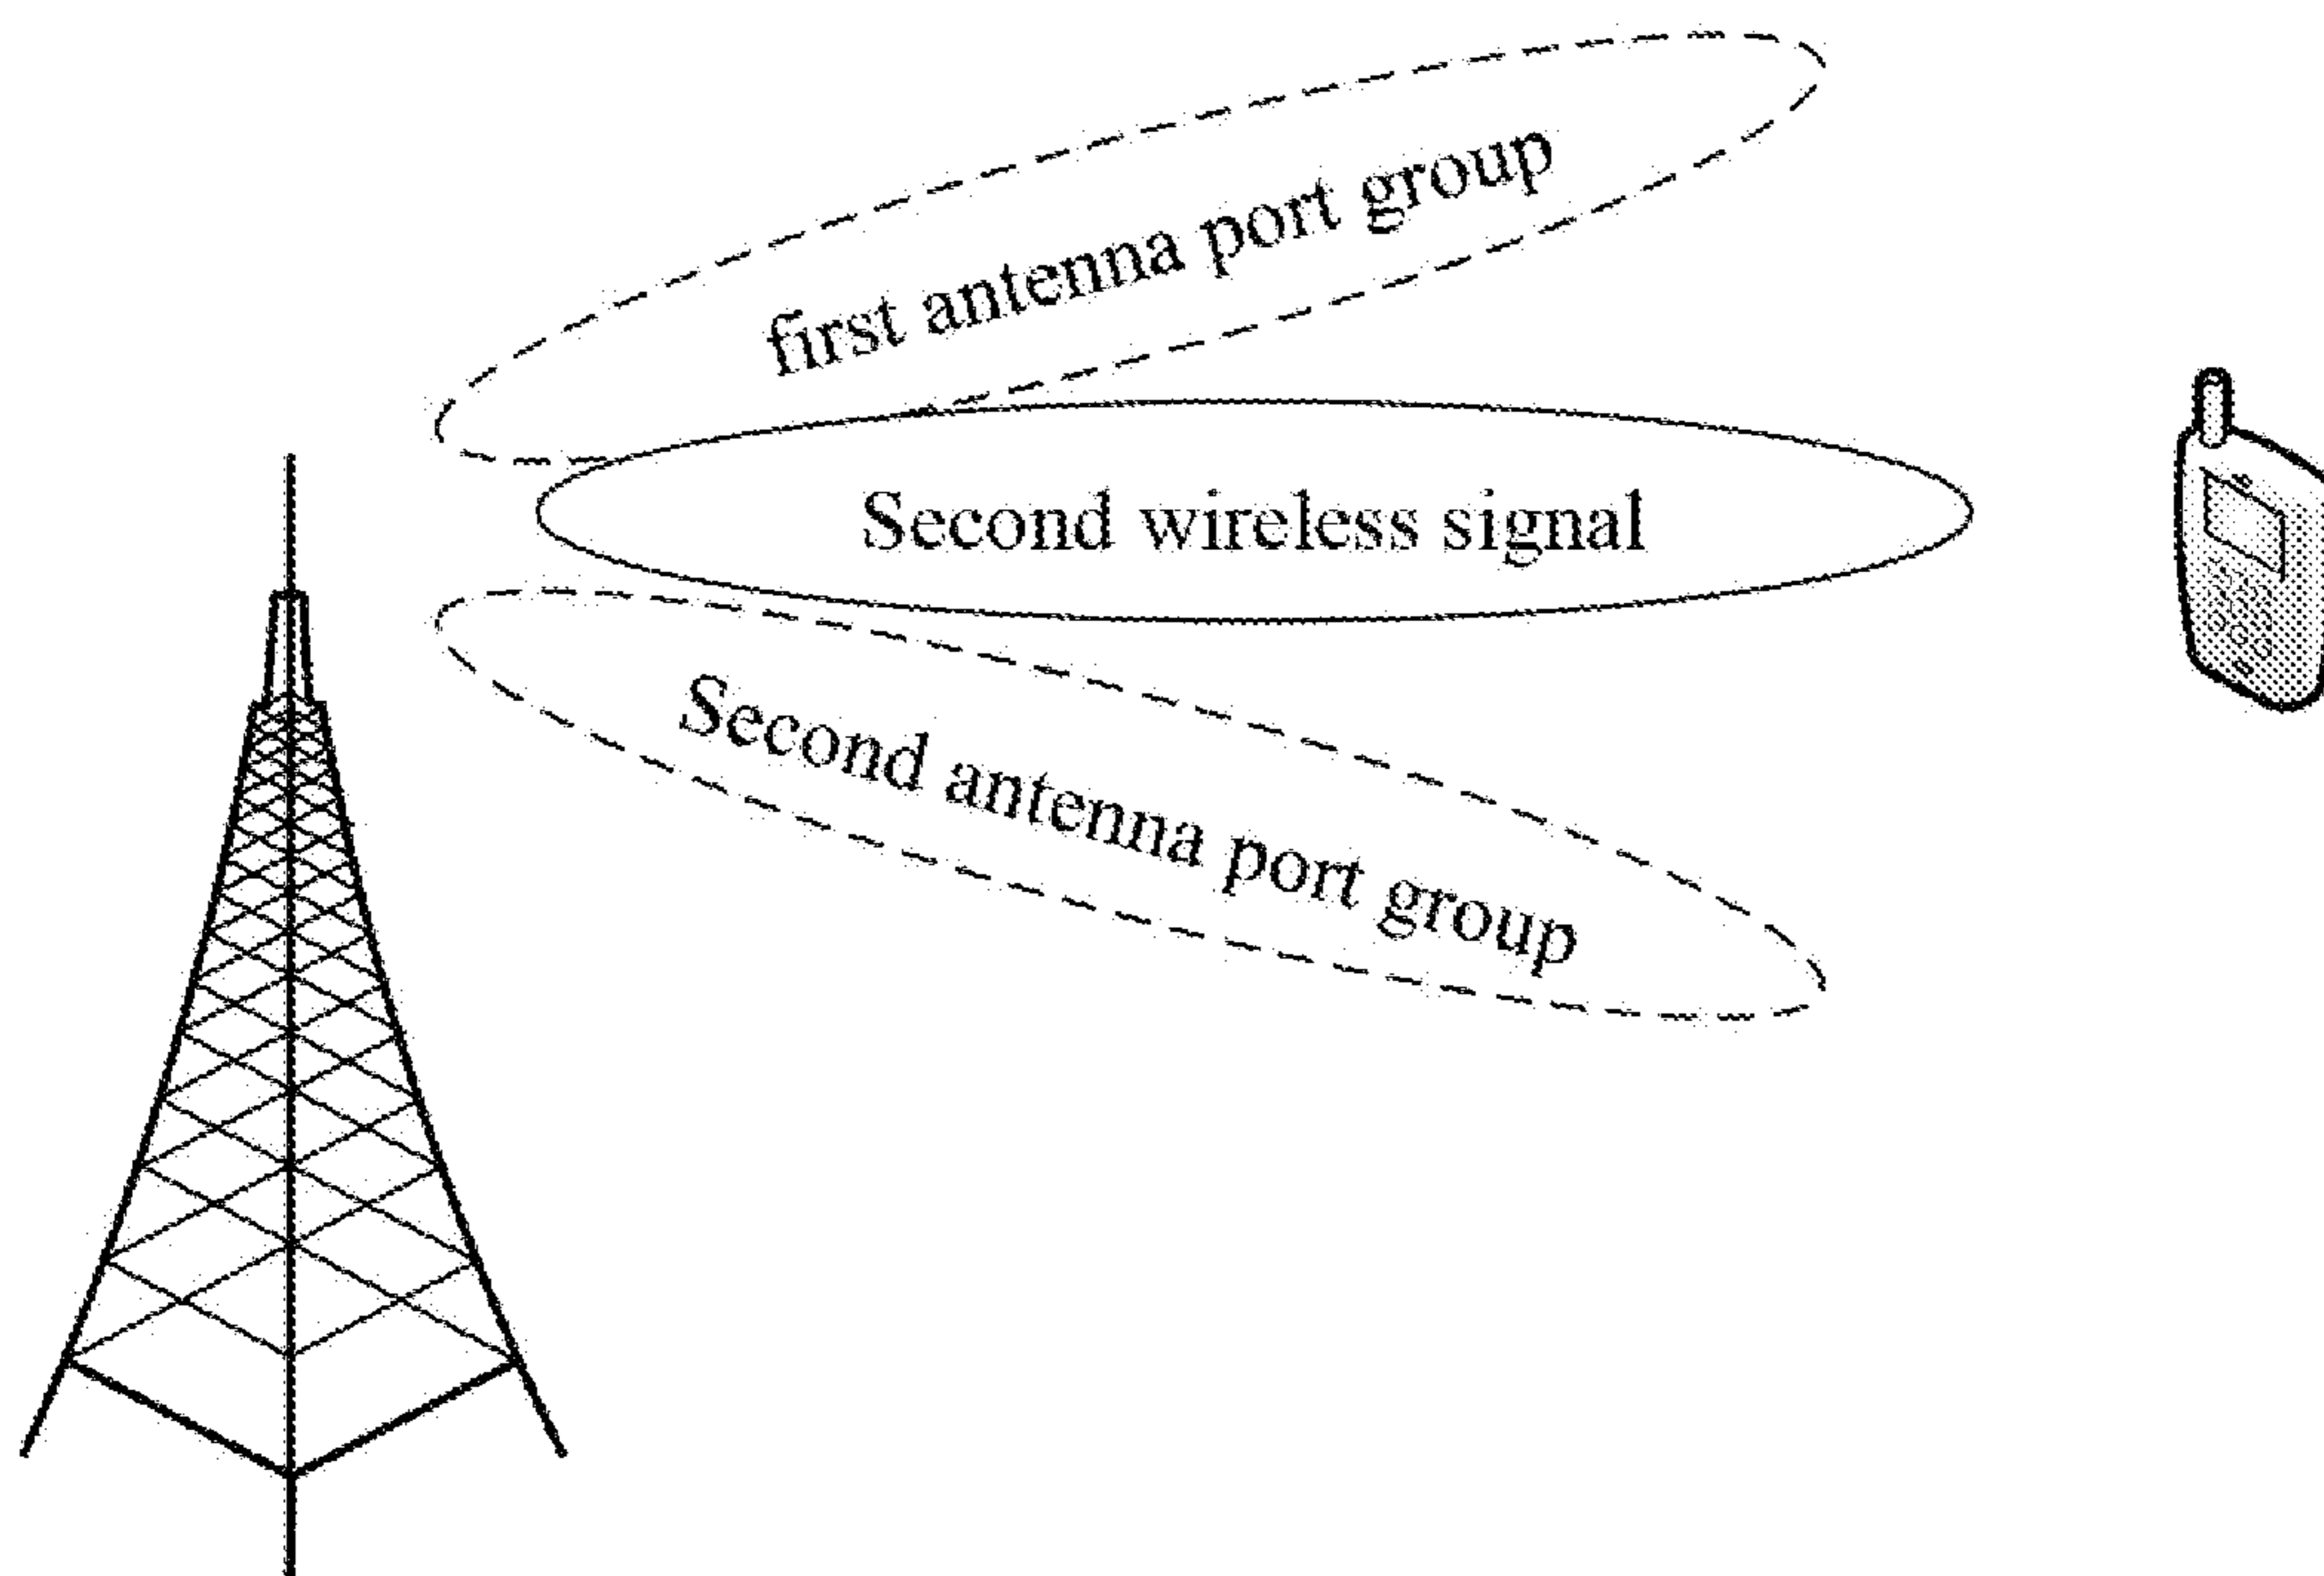 first antenna port group
Second wireless signal
Second antenna port group